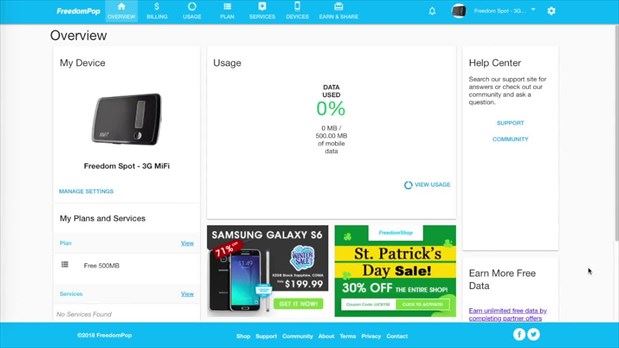 FreedomPop
OVERVIEW
BILLING
USAGE
PLAN
SERVICES
DEVICES
EARN & SHARE
Freedom Spot - 3G...
Overview
My Device
Freedom Spot - 3G MiFi
MANAGE SETTINGS
My Plans and Services
Plan
View
Free 500MB
Services
View
No Services Found
Usage
DATA
USED
0%
0 MB /
500.00 MB
of mobile
data
VIEW USAGE
SAMSUNG GALAXY S6
71% OFF
WINTER
SALE!
ONLY $199.99
GET IT NOW!
FreedomShop
St. Patrick's
Day Sale!
30% OFF THE ENTIRE SHOP!
Help Center
Search our support site for
answers or check out our
community and ask a
question.
SUPPORT
COMMUNITY
Earn More Free
Data
Earn unlimited free data by
completing partner offers
©2018 FreedomPop
Shop
Support
Community
About
Terms
Privacy
Contact